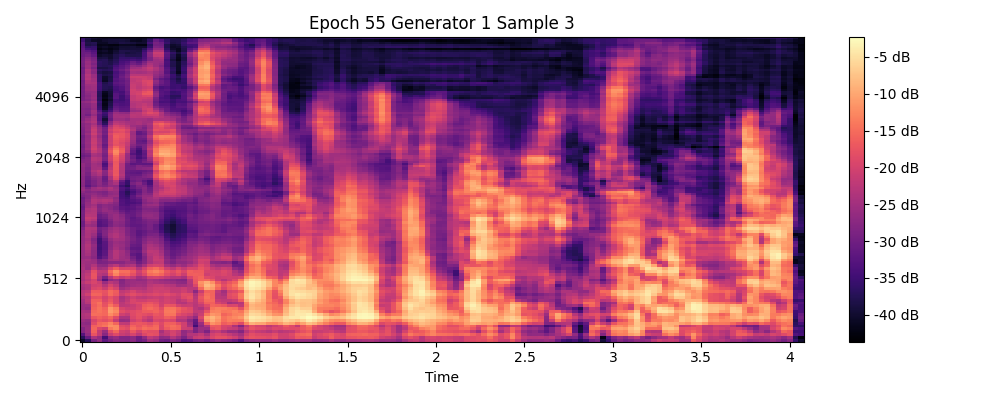 Epoch 55 Generator 1 Sample 3
Hz
4096
2048
1024
512
0
0 0.5 1 1.5 2 2.5 3 3.5 4
Time
-5 dB
-10 dB
-15 dB
-20 dB
-25 dB
-30 dB
-35 dB
-40 dB